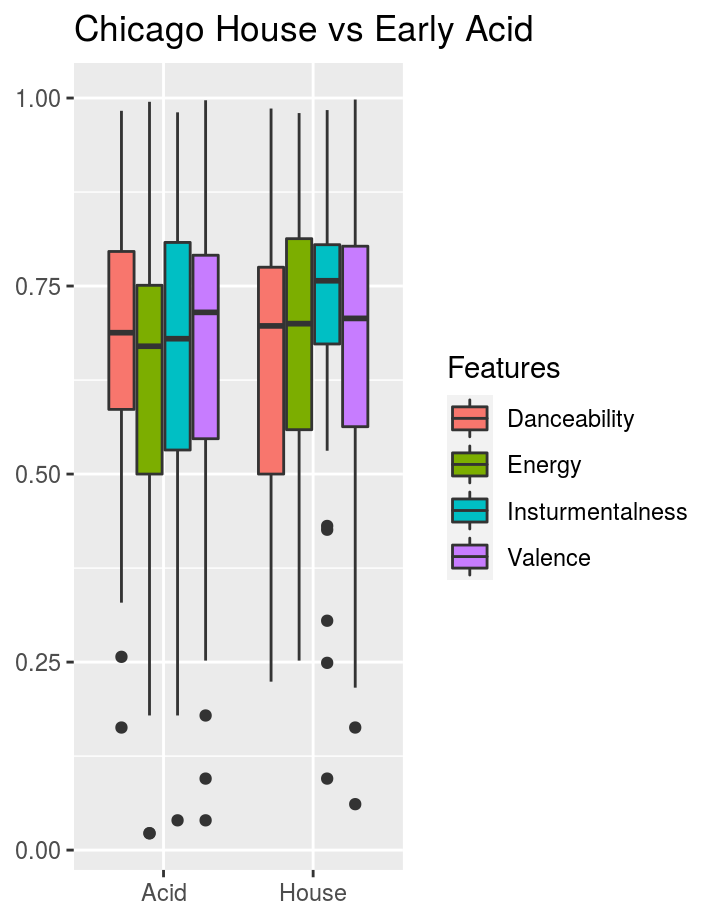 Chicago House vs Early Acid
1.00
0.75
0.50
0.25
0.00
Acid House
Features
Danceability
Energy
Insturmentalness
Valence